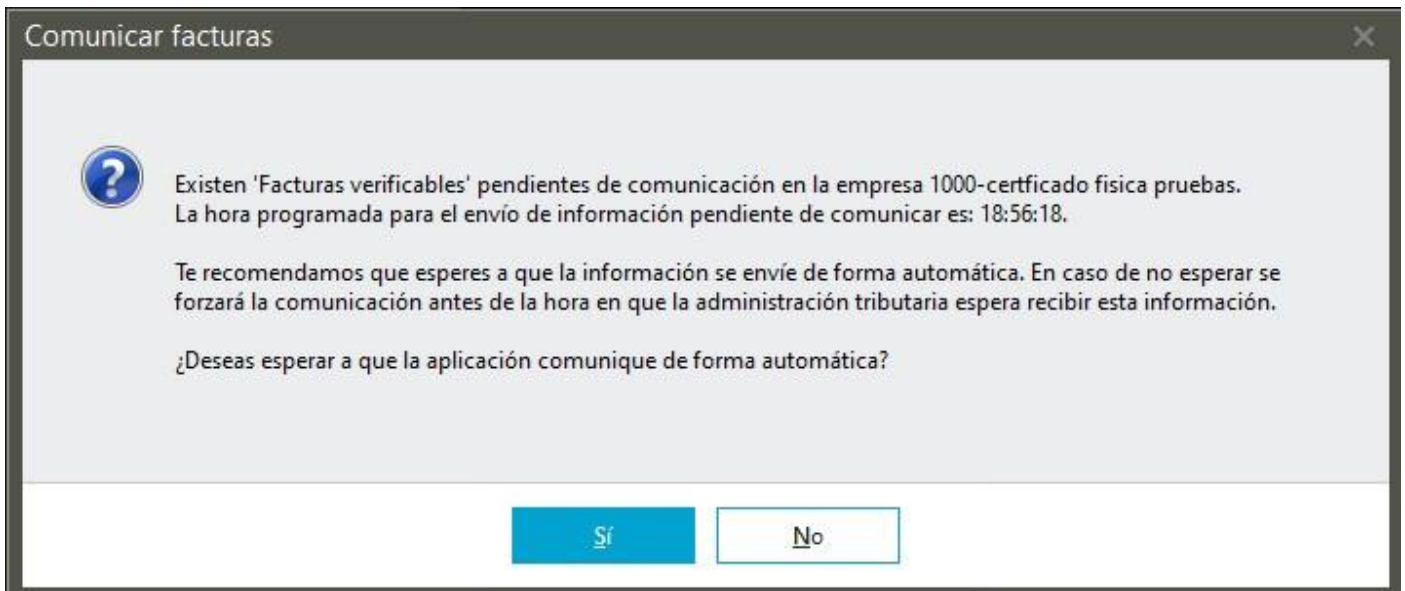 Comunicar facturas
Existen 'Facturas verificables' pendientes de comunicación en la empresa 1000-certficado fisica pruebas.
La hora programada para el envío de información pendiente de comunicar es: 18:56:18.
Te recomendamos que esperes a que la información se envíe de forma automática. En caso de no esperar se
forzará la comunicación antes de la hora en que la administración tributaria espera recibir esta información.
¿Deseas esperar a que la aplicación comunique de forma automática?
Sí
No